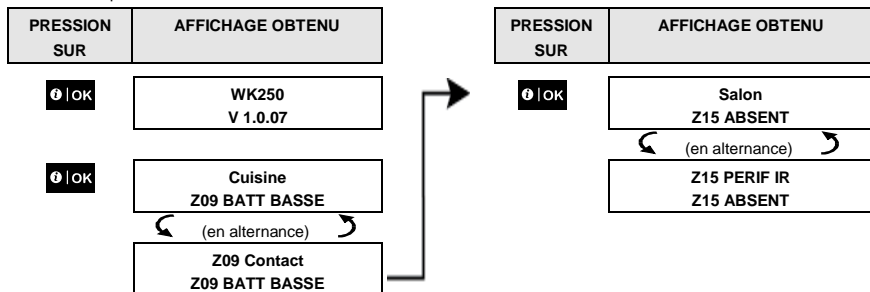 PRESSION SUR
AFFICHAGE OBTENU
OK
WK250
V 1.0.07
OK
Cuisine
Z09 BATT BASSE
(en alternance)
Z09 Contact
Z09 BATT BASSE
PRESSION SUR
AFFICHAGE OBTENU
OK
Salon
Z15 ABSENT
(en alternance)
Z15 PERIF IR
Z15 ABSENT